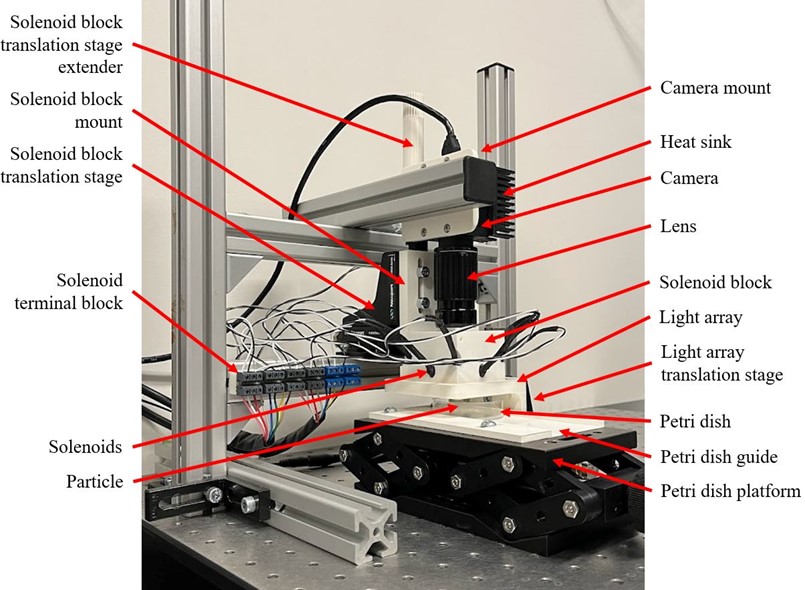 Solenoid block
translation stage
extender
Solenoid block
mount
Solenoid block
translation stage
Solenoid
terminal block
Solenoids
Particle
Camera mount
Heat sink
Camera
Lens
Solenoid block
Light array
Light array
translation stage
Petri dish
Petri dish guide
Petri dish platform